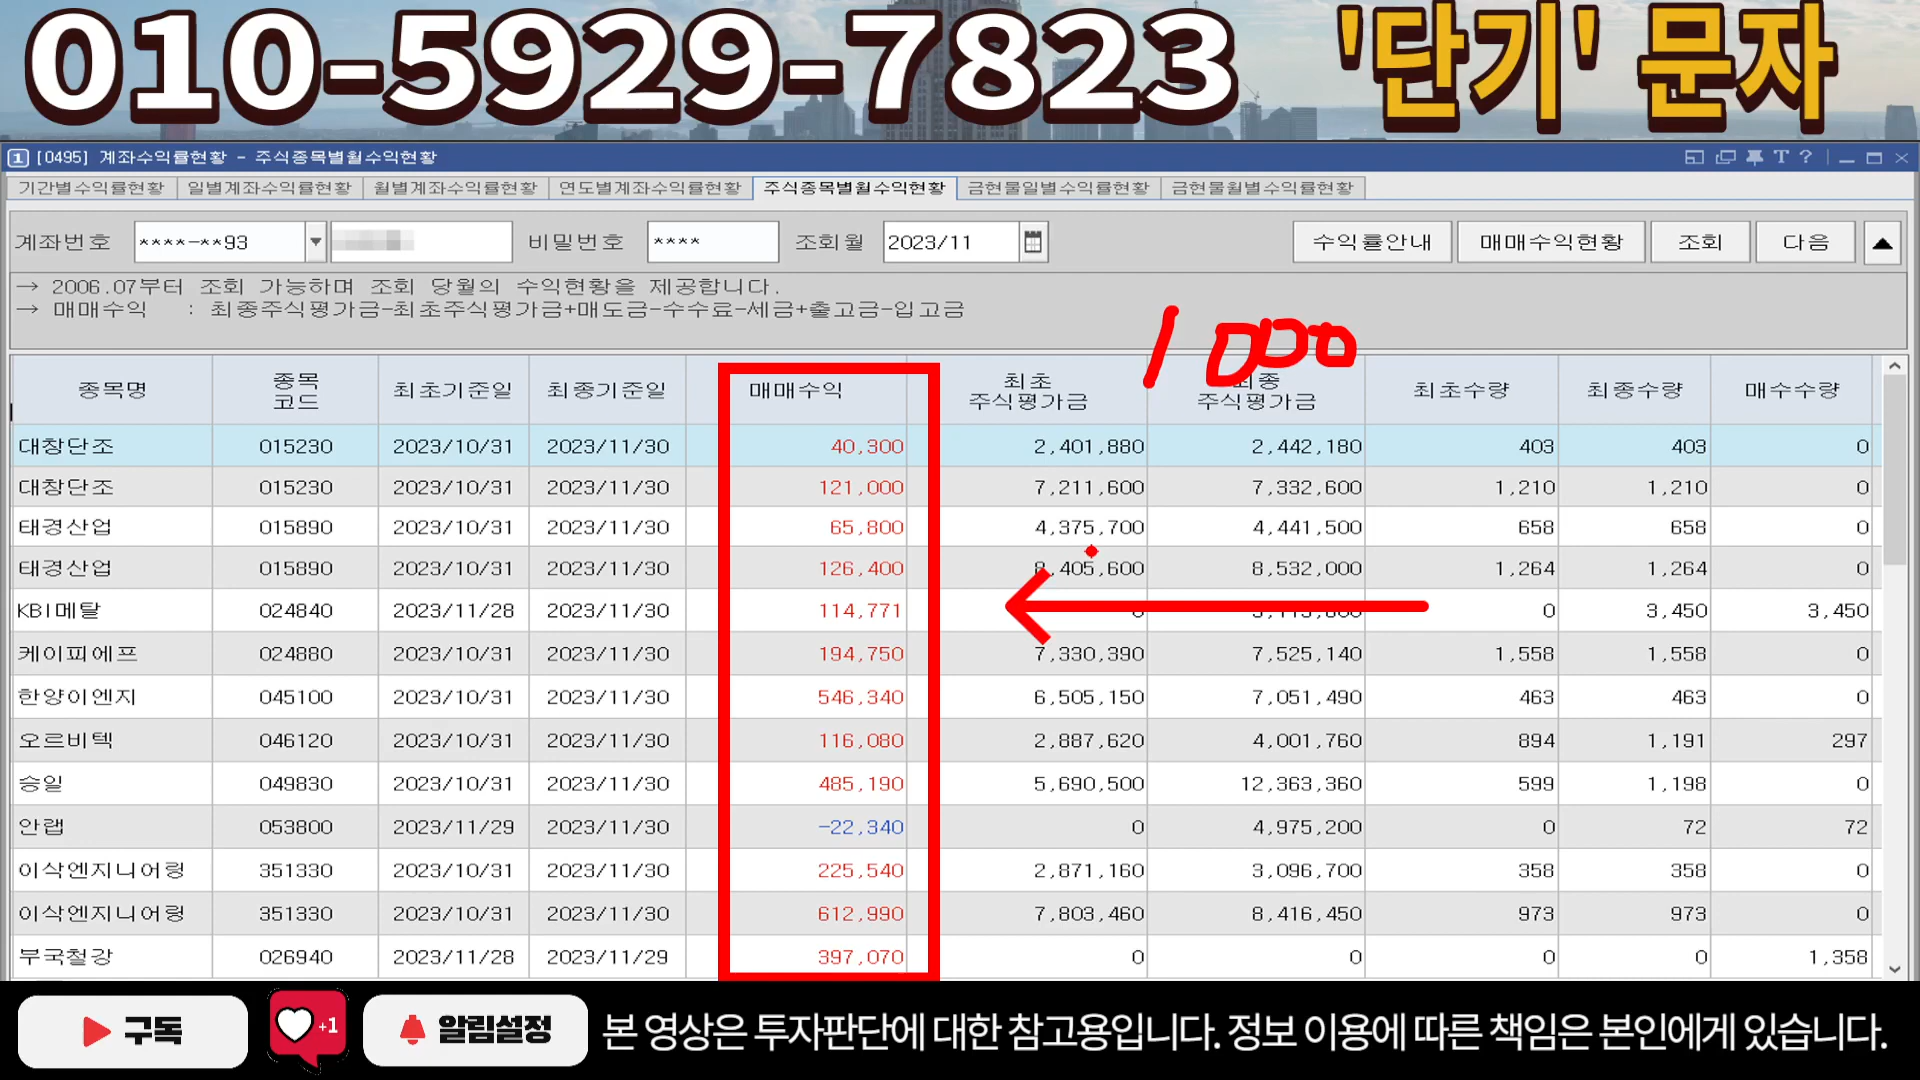 010-5929-7823 '단기' 문자
1 [0495] 계좌수익률현황 - 주식종목별월수익현황
기간별수익률현황 일별계좌수익률현황 월별계좌수익률현황 연도별계좌수익률현황 주식종목별월수익현황 금현물일별수익률현황 금현물월별수익률현황
계좌번호 ****-**93 비밀번호 **** 조회월 2023/11 수익률안내 매매수익현황 조회 다음
→ 2006.07부터 조회 가능하며 조회 당월의 수익현황을 제공합니다.
→ 매매수익 : 최종주식평가금-최초주식평가금+매도금-수수료-세금+출고금-입고금
1000
종목명 종목코드 최초기준일 최종기준일 매매수익 최초주식평가금 최종주식평가금 최초수량 최종수량 매수수량
대창단조 015230 2023/10/31 2023/11/30 40,300 2,401,880 2,442,180 403 403 0
대창단조 015230 2023/10/31 2023/11/30 121,000 7,211,600 7,332,600 1,210 1,210 0
태경산업 015890 2023/10/31 2023/11/30 65,800 4,375,700 4,441,500 658 658 0
태경산업 015890 2023/10/31 2023/11/30 126,400 8,405,600 8,532,000 1,264 1,264 0
KBI메탈 024840 2023/11/28 2023/11/30 114,771 0 3,450 3,450
케이피에프 024880 2023/10/31 2023/11/30 194,750 7,330,390 7,525,140 1,558 1,558 0
한양이엔지 045100 2023/10/31 2023/11/30 546,340 6,505,150 7,051,490 463 463 0
오르비텍 046120 2023/10/31 2023/11/30 116,080 2,887,620 4,001,760 894 1,191 297
승일 049830 2023/10/31 2023/11/30 485,190 5,690,500 12,363,360 599 1,198 0
안랩 053800 2023/11/29 2023/11/30 -22,340 0 4,975,200 0 72 72
이삭엔지니어링 351330 2023/10/31 2023/11/30 225,540 2,871,160 3,096,700 358 358 0
이삭엔지니어링 351330 2023/10/31 2023/11/30 612,990 7,803,460 8,416,450 973 973 0
부국철강 026940 2023/11/28 2023/11/29 397,070 0 0 0 0 1,358
구독 +1 알림설정 본 영상은 투자판단에 대한 참고용입니다. 정보 이용에 따른 책임은 본인에게 있습니다.